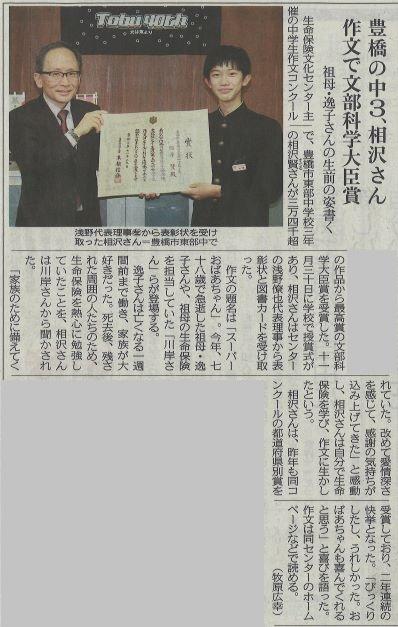 豊橋の中3、相沢さん
作文で文部科学大臣賞
祖母・逸子さんの生前の姿書く
Tobu 40th
賞状
浅野代表理事孝から表彰状を受け
取った相沢さん＝豊橋市東部中で
生命保険文化センター主
催の中学生作文コンクール
で、豊橋市東部中学校三年
の相沢賢さんが三万四千超
の作品から最高賞の文部科
学大臣賞を受賞した。十一
月三十日に学校で授賞式が
あり、相沢さんはセンター
の浅野僚也代表理事から表
彰状と図書カードを受け取
った。
作文の題名は「スーパー
おばあちゃん」。今年、七
十八歳で急逝した祖母・逸
子さんや、祖母の生命保険
を担当していた「川岸さ
ん」らが登場する。
逸子さんは亡くなる一週
間前まで働き、家族が大
好きだった。死去後、残さ
れた周囲の人たちのため、
生命保険を熱心に勉強し
ていたことを、相沢さん
は川岸さんから聞かされ
た。
「家族のために備えてく
れていた。改めて愛情深さ
を感じて、感謝の気持ちが
込み上げてきた」と感動
し、相沢さんは自分で生命
保険を学び、作文に生かし
たという。
相沢さんは、昨年も同コ
ンクールの都道府県別賞を
受賞しており、二年連続の
快挙となった。「びっくり
したし、うれしかった。お
ばあちゃんも喜んでくれる
と思う」と喜びを語った。
作文は同センターのホーム
ページなどで読める。
（牧原広幸）